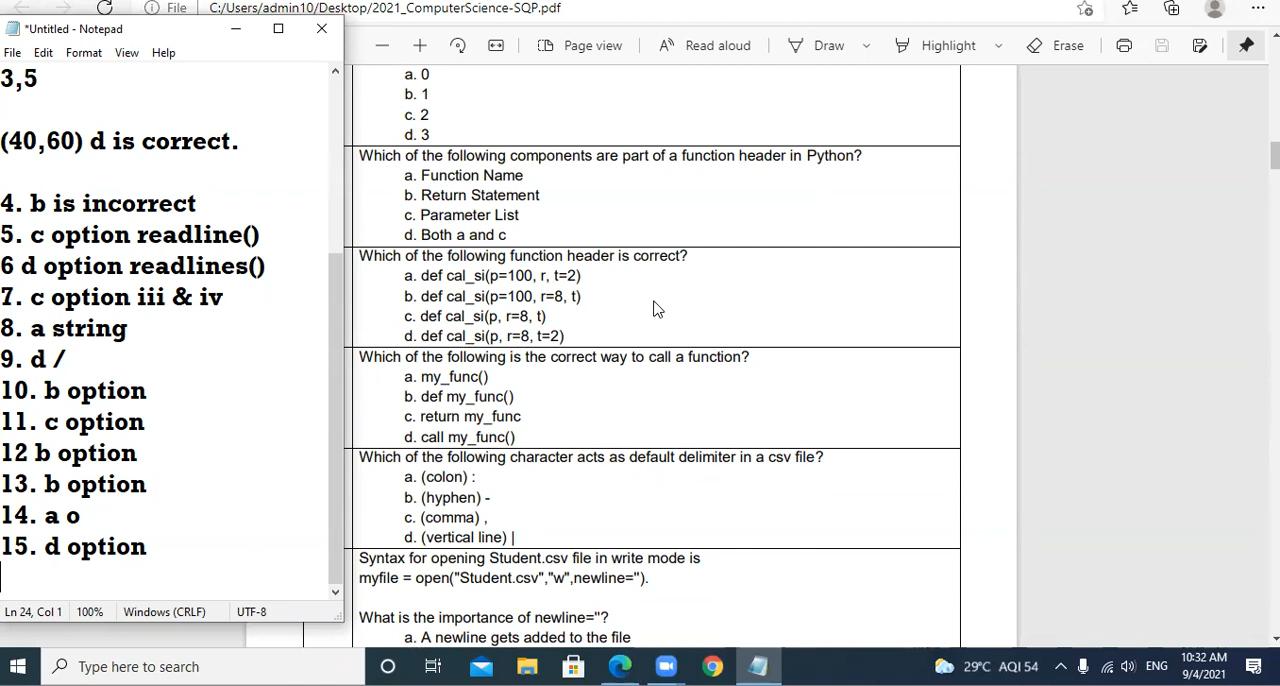 File
C:/Users/admin10/Desktop/2021_ComputerScience-SQP.pdf
*Untitled - Notepad
File Edit Format View Help
Page view
Read aloud
Draw
Highlight
Erase
3,5
(40,60) d is correct.
4. b is incorrect
5. c option readline()
6 d option readlines()
7. c option iii & iv
8. a string
9. d /
10. b option
11. c option
12 b option
13. b option
14. a o
15. d option
Ln 24, Col 1 100% Windows (CRLF) UTF-8
a. 0
b. 1
c. 2
d. 3
Which of the following components are part of a function header in Python?
a. Function Name
b. Return Statement
c. Parameter List
d. Both a and c
Which of the following function header is correct?
a. def cal_si(p=100, r, t=2)
b. def cal_si(p=100, r=8, t)
c. def cal_si(p, r=8, t)
d. def cal_si(p, r=8, t=2)
Which of the following is the correct way to call a function?
a. my_func()
b. def my_func()
c. return my_func
d. call my_func()
Which of the following character acts as default delimiter in a csv file?
a. (colon) :
b. (hyphen) -
c. (comma) ,
d. (vertical line) |
Syntax for opening Student.csv file in write mode is
myfile = open("Student.csv","w",newline='').
What is the importance of newline=''?
a. A newline gets added to the file
Type here to search
29°C AQI 54
ENG
10:32 AM
9/4/2021